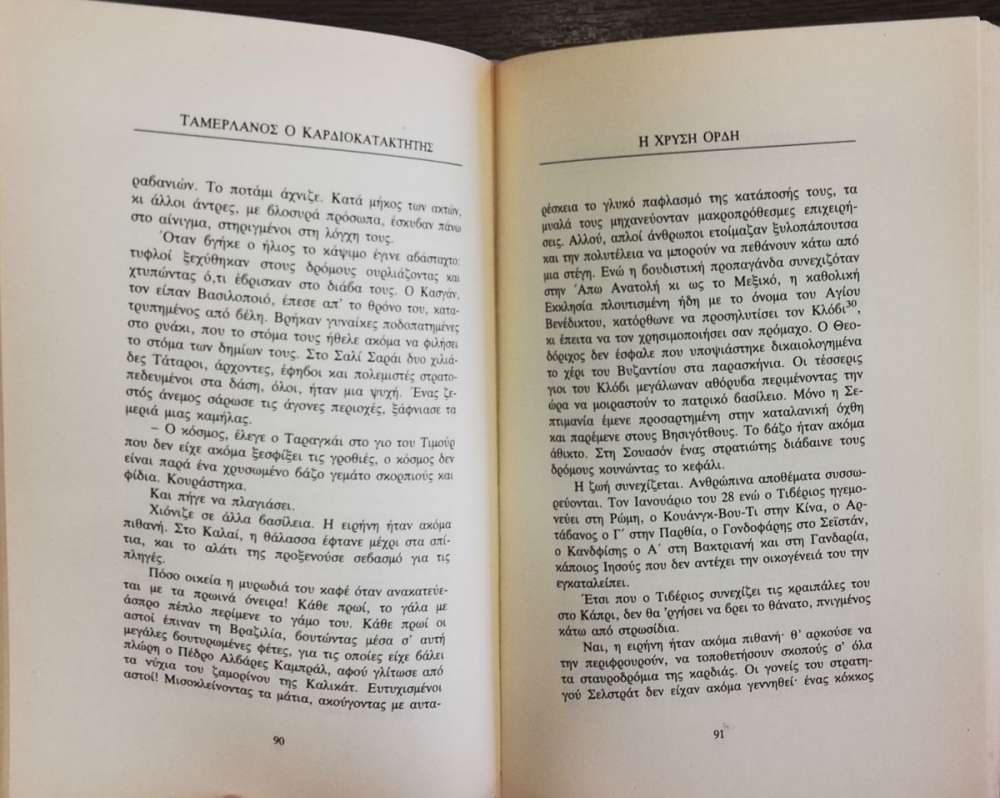 ΤΑΜΕΡΛΑΝΟΣ Ο ΚΑΡΔΙΟΚΑΤΑΚΤΗΤΗΣ
ραβανιών. Το ποτάμι άχνιζε. Κατά μήκος των ακτών,
κι άλλοι άντρες, με βλοσυρά πρόσωπα, έσκυβαν πάνω
στο αίνιγμα, στηριγμένοι στη λόγχη τους.
Όταν βγήκε ο ήλιος το κάψιμο έγινε αβάσταχτο:
τυφλοί ξεχύθηκαν στους δρόμους ουρλιάζοντας και
χτυπώντας ό,τι έβρισκαν στο διάβα τους. Ο Κασγάν,
τον είπαν Βασιλοποιό, έπεσε απ' το θρόνο του, κατα-
τρυπημένος από βέλη. Βρήκαν γυναίκες ποδοπατημένες
στο ρυάκι, που το στόμα τους ήθελε ακόμα να φιλήσει
το στόμα των δημίων τους. Στο Σαλί Σαράι δυο χιλιά-
δες Τάταροι, άρχοντες, έφηβοι και πολεμιστές στρατο-
πεδευμένοι στα δάση, όλοι, ήταν μια ψυχή. Ένας ζε-
στός άνεμος σάρωσε τις άγονες περιοχές, ξάφνιασε τα
μεριά μιας καμήλας.
– Ο κόσμος, έλεγε ο Ταραγκάι στο γιο του Τιμούρ
που δεν είχε ακόμα ξεσφίξει τις γροθιές, ο κόσμος δεν
είναι παρά ένα χρυσωμένο βάζο γεμάτο σκορπιούς και
φίδια. Κουράστηκα.
Και πήγε να πλαγιάσει.
Χιόνιζε σε άλλα βασίλεια. Η ειρήνη ήταν ακόμα
πιθανή. Στο Καλαί, η θάλασσα έφτανε μέχρι τα σπί-
τια, και το αλάτι της προξενούσε σεβασμό για τις
πληγές.
Πόσο οικεία η μυρωδιά του καφέ όταν ανακατεύε-
ται με τα πρωινά όνειρα! Κάθε πρωί, το γάλα με
άσπρο πέπλο περίμενε το γάμο του. Κάθε πρωί οι
αστοί έπιναν τη Βραζιλία, βουτώντας μέσα σ' αυτή
μεγάλες βουτυρωμένες φέτες, για τις οποίες είχε βάλει
πλώρη ο Πέδρο Αλβάρες Καμπράλ, αφού γλίτωσε από
τα νύχια του ζαμορίνου της Καλικάτ. Ευτυχισμένοι
αστοί! Μισοκλείνοντας τα μάτια, ακούγοντας με αυτα-
90
Η ΧΡΥΣΗ ΟΡΔΗ
ρέσκεια το γλυκό παφλασμό της κατάποσής τους, τα
μυαλά τους μηχανεύονταν μακροπρόθεσμες επιχειρή-
σεις. Αλλού, απλοί άνθρωποι ετοίμαζαν ξυλοπάπουτσα
και την πολυτέλεια να μπορούν να πεθάνουν κάτω από
μια στέγη. Ενώ η βουδιστική προπαγάνδα συνεχιζόταν
στην Άπω Ανατολή κι ως το Μεξικό, η καθολική
Εκκλησία πλουτισμένη ήδη με το όνομα του Αγίου
Βενέδικτου, κατόρθωνε να προσηλυτίσει τον Κλόβι³⁰,
κι έπειτα να τον χρησιμοποιήσει σαν πρόμαχο. Ο Θεο-
δόριχος δεν έσφαλε που υποψιάστηκε δικαιολογημένα
το χέρι του Βυζαντίου στα παρασκήνια. Οι τέσσερις
γιοι του Κλόβι μεγάλωναν αθόρυβα περιμένοντας την
ώρα να μοιραστούν το πατρικό βασίλειο. Μόνο η Σε-
πτιμανία έμενε προσαρτημένη στην καταλανική όχθη
και παρέμενε στους Βησιγότθους. Το βάζο ήταν ακόμα
άθικτο. Στη Σουασόν ένας στρατιώτης διάβαινε τους
δρόμους κουνώντας το κεφάλι.
Η ζωή συνεχίζεται. Ανθρώπινα αποθέματα συσσω-
ρεύονται. Τον Ιανουάριο του 28 ενώ ο Τιβέριος ηγεμο-
νεύει στη Ρώμη, ο Κουάνγκ-Βου-Τι στην Κίνα, ο Αρ-
τάβανος ο Γ΄ στην Παρθία, ο Γονδοφάρης στο Σεϊστάν,
ο Κανδφίσης ο Α΄ στη Βακτριανή και στη Γανδαρία,
κάποιος Ιησούς που δεν αντέχει την οικογένειά του την
εγκαταλείπει.
Έτσι που ο Τιβέριος συνεχίζει τις κραιπάλες του
στο Κάπρι, δεν θα 'ργήσει να βρει το θάνατο, πνιγμένος
κάτω από στρωσίδια.
Ναι, η ειρήνη ήταν ακόμα πιθανή· θ' αρκούσε να
την περιφρουρούν, να τοποθετήσουν σκοπούς σ' όλα
τα σταυροδρόμια της καρδιάς. Οι γονείς του στρατη-
γού Σελστράτ δεν είχαν ακόμα γεννηθεί· ένας κόκκος
91